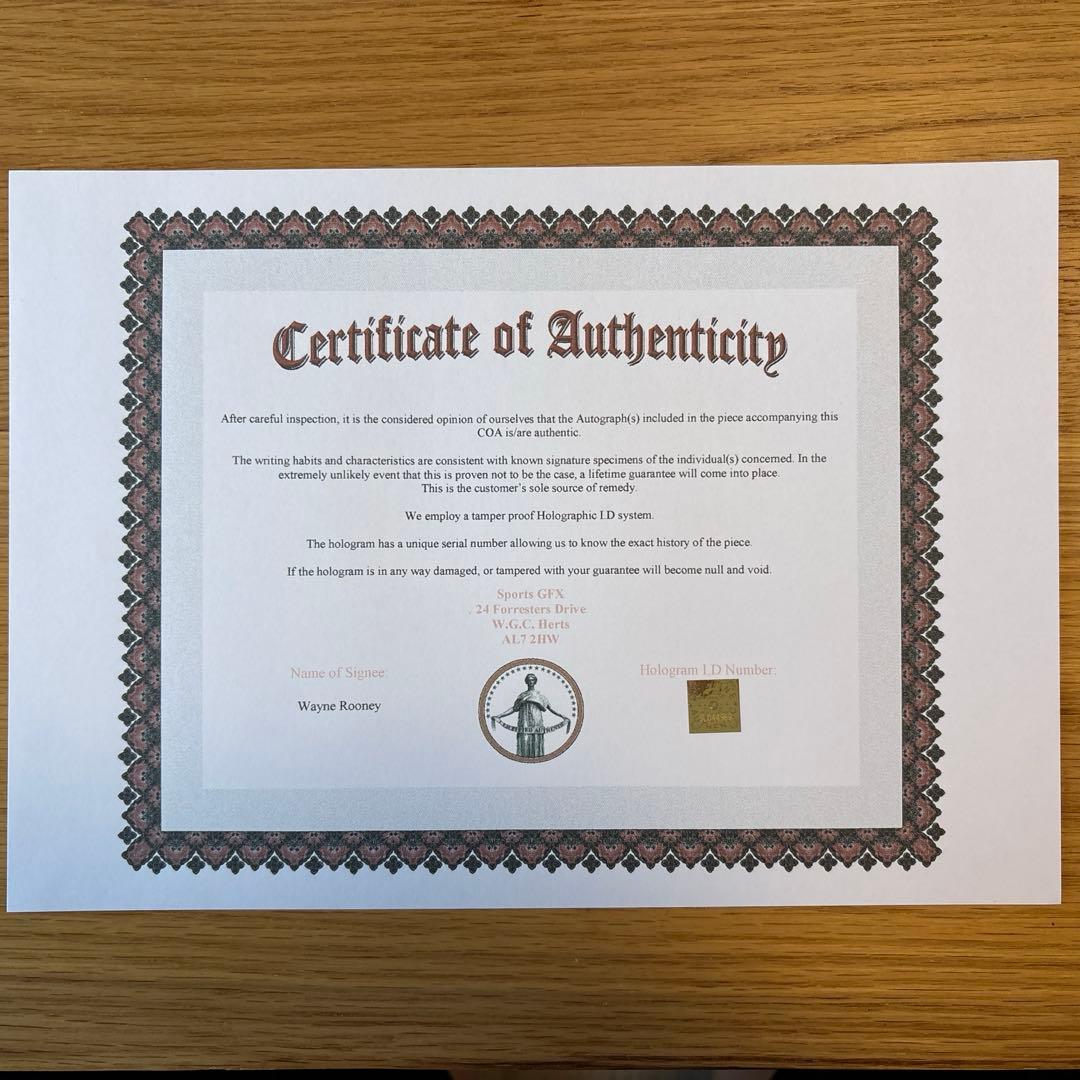 Certificate of Authenticity
After careful inspection, it is the considered opinion of ourselves that the Autograph(s) included in the piece accompanying this
COA is/are authentic.
The writing habits and characteristics are consistent with known signature specimens of the individual(s) concerned. In the
extremely unlikely event that this is proven not to be the case, a lifetime guarantee will come into place.
This is the customer's sole source of remedy.
We employ a tamper proof Holographic I.D system.
The hologram has a unique serial number allowing us to know the exact history of the piece.
If the hologram is in any way damaged, or tampered with your guarantee will become null and void.
Sports GFX
. 24 Forresters Drive
W.G.C. Herts
AL7 2HW
Name of Signee:
Hologram I.D Number:
Wayne Rooney
CERTIFIED AUTHENTIC